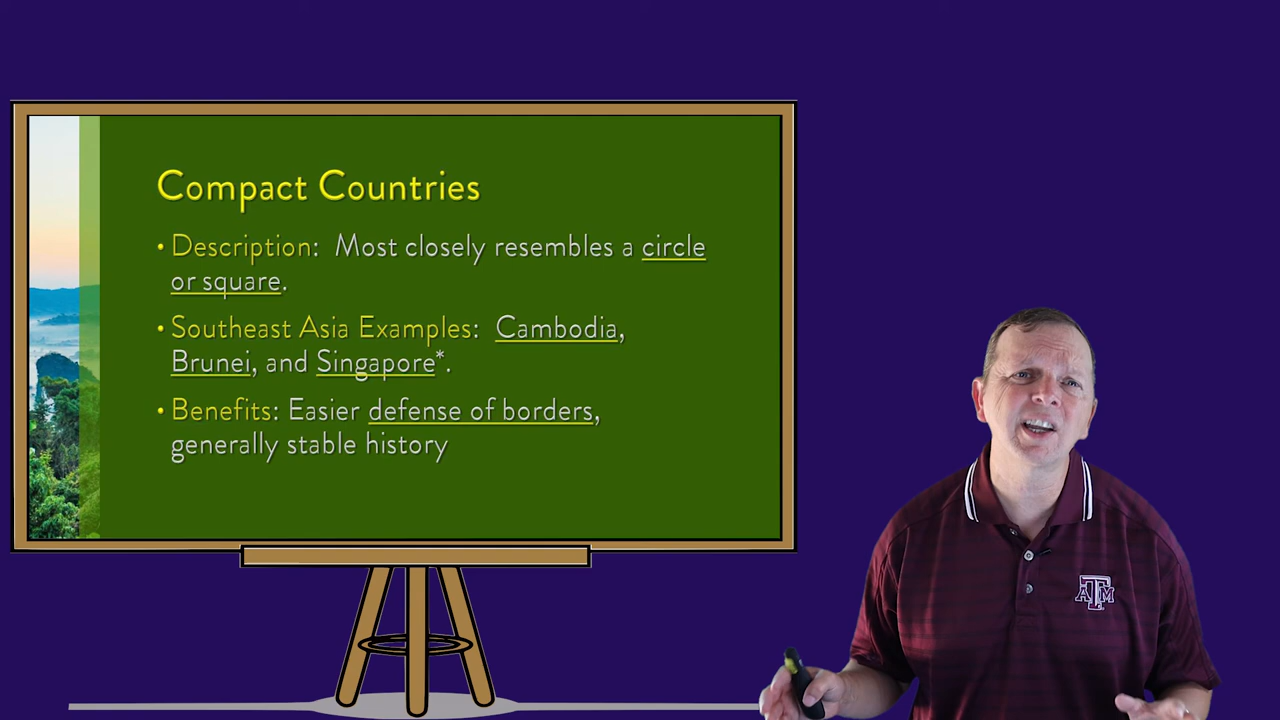 Compact Countries
• Description:  Most closely resembles a circle
or square.
• Southeast Asia Examples:  Cambodia,
Brunei, and Singapore*.
• Benefits: Easier defense of borders,
generally stable history
ATM